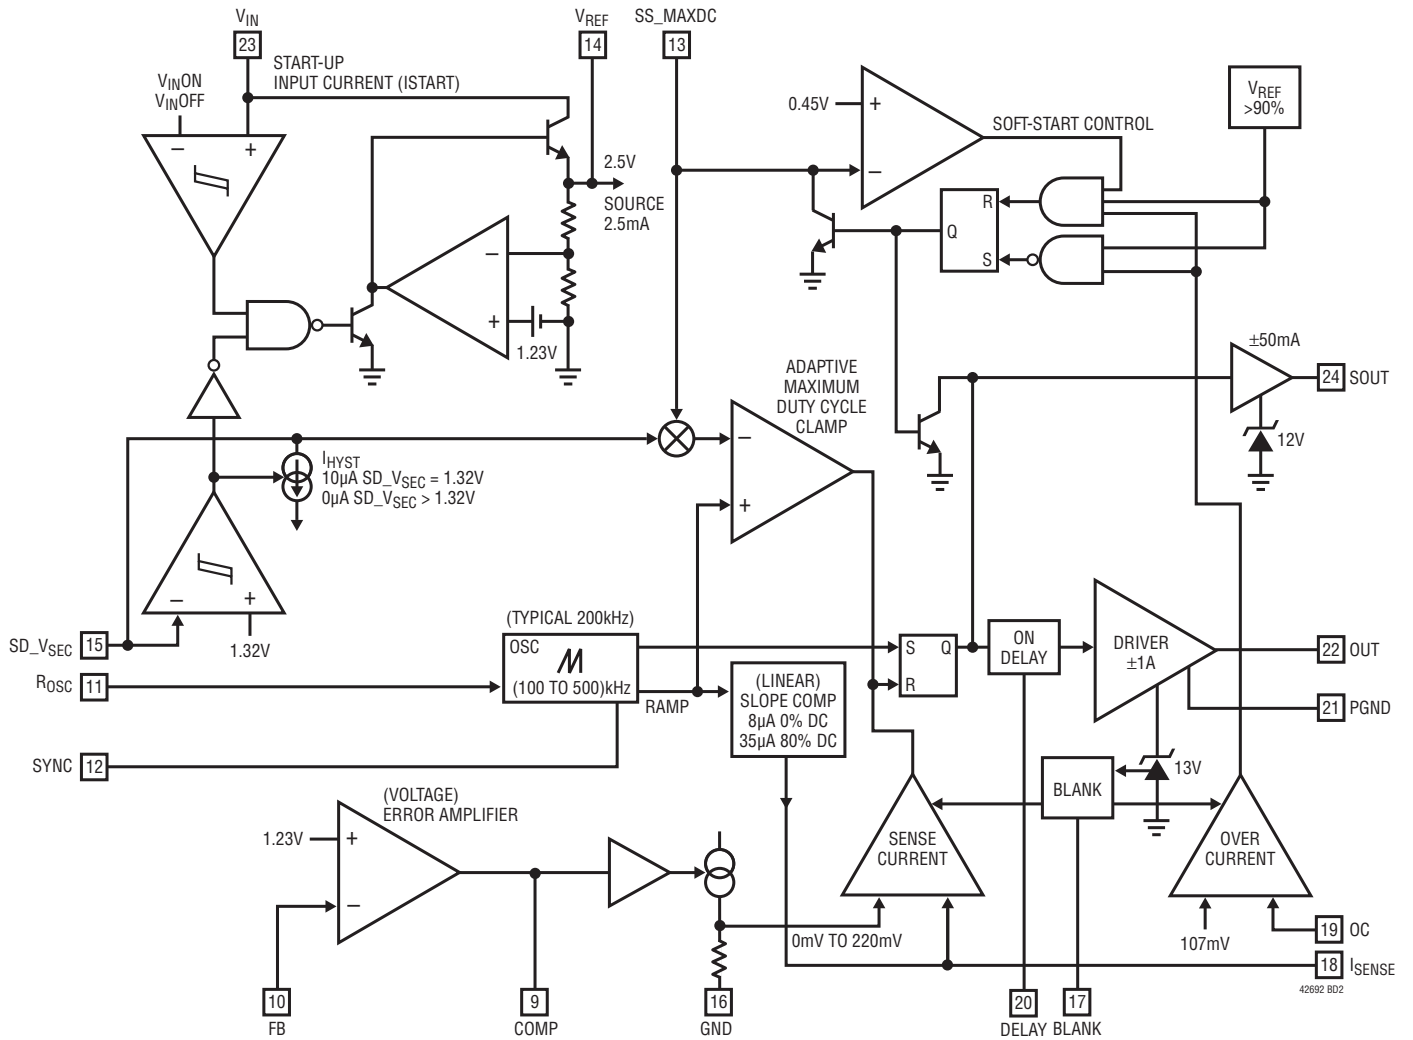 VIN
23
VREF
14
SS_MAXDC
13
START-UP
INPUT CURRENT (ISTART)
VINON
VINOFF
–
+
2.5V
SOURCE
2.5mA
–
+
1.23V
0.45V
+
–
SOFT-START CONTROL
VREF
>90%
R
Q
S
±50mA
24
SOUT
12V
ADAPTIVE
MAXIMUM
DUTY CYCLE
CLAMP
–
+
IHYST
10µA SD_VSEC = 1.32V
0µA SD_VSEC > 1.32V
–
+
1.32V
SD_VSEC
15
ROSC
11
SYNC
12
(TYPICAL 200kHz)
OSC
(100 TO 500)kHz
RAMP
(LINEAR)
SLOPE COMP
8µA 0% DC
35µA 80% DC
S
Q
R
ON
DELAY
DRIVER
±1A
22
OUT
21
PGND
13V
BLANK
(VOLTAGE)
ERROR AMPLIFIER
1.23V
+
–
SENSE
CURRENT
OVER
CURRENT
0mV TO 220mV
107mV
19
OC
18
ISENSE
42692 BD2
10
FB
9
COMP
16
GND
20
DELAY
17
BLANK